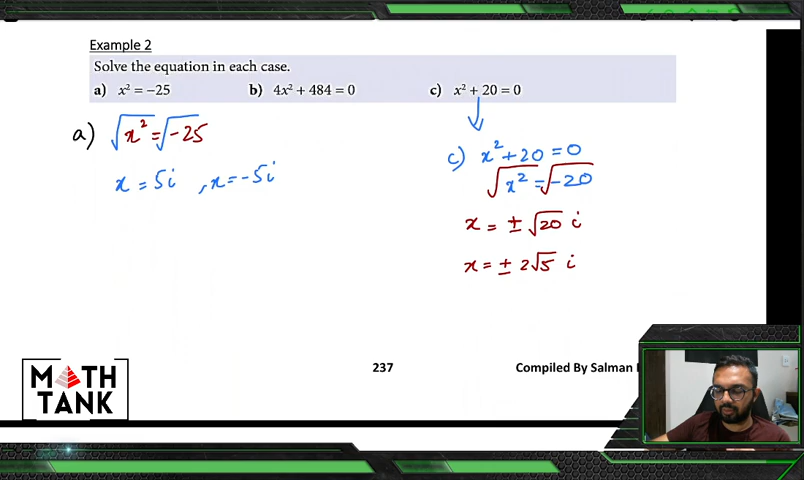 Example 2
Solve the equation in each case.
a) x² = −25 b) 4x² + 484 = 0 c) x² + 20 = 0
a) √x² = √−25
x = 5i , x = −5i
c) x² + 20 = 0
√x² = √−20
x = ± √20 i
x = ± 2√5 i
MATH
TANK
237
Compiled By Salman